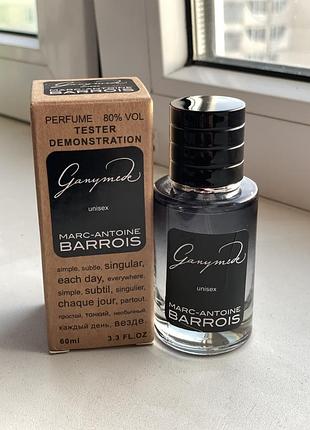 PERFUME 80% VOL
TESTER
DEMONSTRATION
Ganymede
unisex
MARC-ANTOINE
BARROIS
simple, subtle, singular,
each day, everywhere.
simple, subtil, singulier,
chaque jour, partout.
простой, тонкий, необычный,
каждый день, везде.
60ml 3.3 FL.OZ
Ganymede
unisex
MARC-ANTOINE
BARROIS